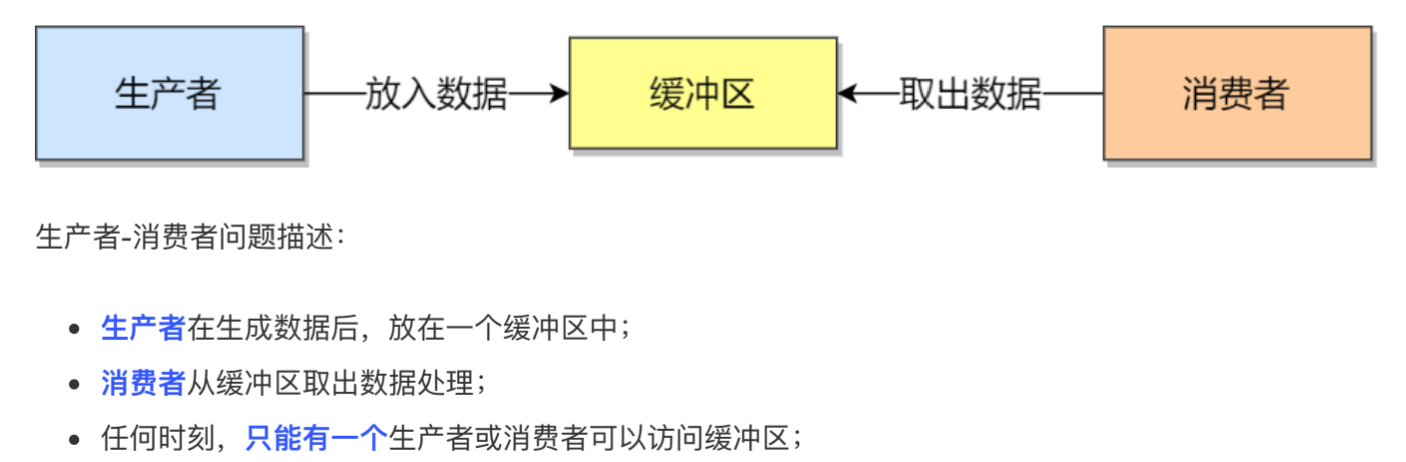 生产者 放入数据 缓冲区 取出数据 消费者
生产者-消费者问题描述：
生产者在生成数据后，放在一个缓冲区中；
消费者从缓冲区取出数据处理；
任何时刻，只能有一个生产者或消费者可以访问缓冲区；